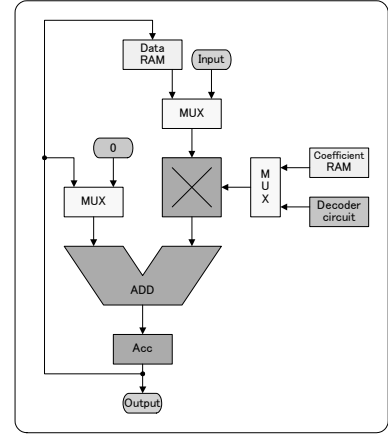 Data
RAM
Input
MUX
0
MUX
M
U
X
Coefficient
RAM
Decoder
circuit
ADD
Acc
Output